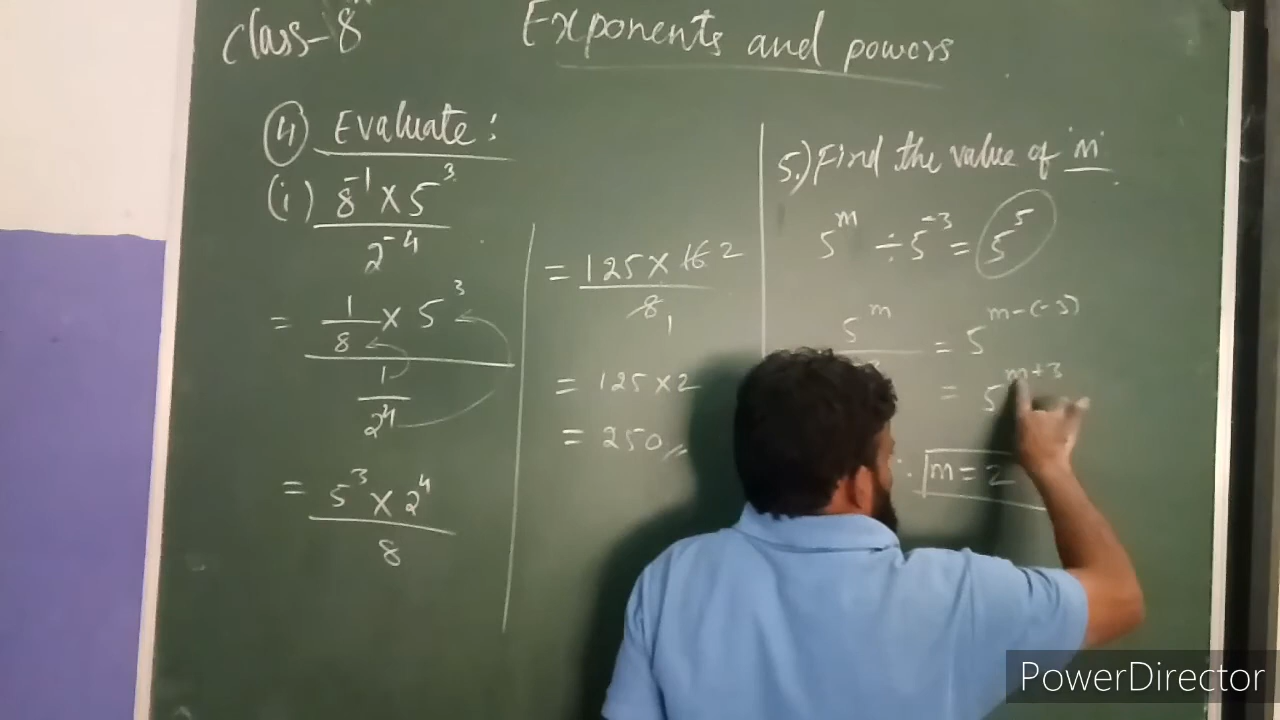 class-8
Exponents and powers
4 Evaluate:
(i) 8⁻¹ × 5³
2⁻⁴
= 1/8 × 5³
1
2⁴
= 5³ × 2⁴
8
= 125 × 16 2
8 1
= 125 × 2
= 250
5.) Find the value of 'm'
5ᵐ ÷ 5⁻³ = 5⁵
5ᵐ = 5ᵐ⁻⁽⁻³⁾
= 5ᵐ⁺³
∴ m = 2
PowerDirector